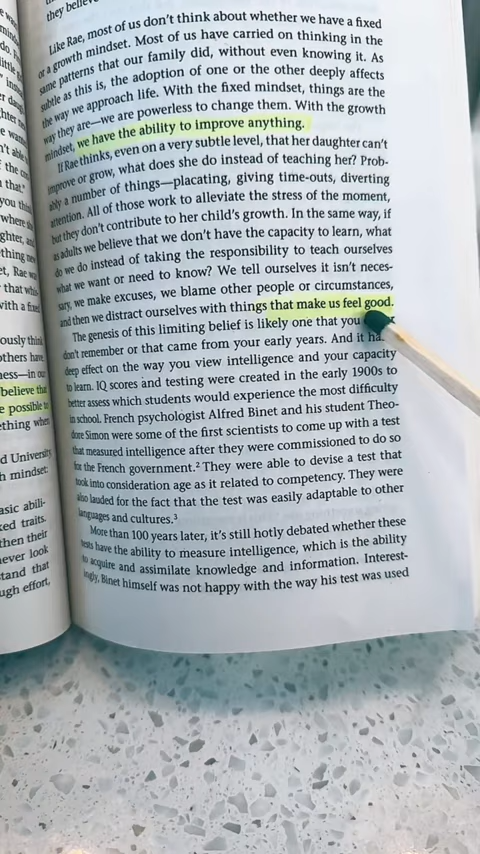 they believe
Like Rae, most of us don't think about whether we have a fixed
or a growth mindset. Most of us have carried on thinking in the
same patterns that our family did, without even knowing it. As
subtle as this is, the adoption of one or the other deeply affects
the way we approach life. With the fixed mindset, things are the
way they are—we are powerless to change them. With the growth
mindset, we have the ability to improve anything.
If Rae thinks, even on a very subtle level, that her daughter can't
improve or grow, what does she do instead of teaching her? Prob-
ably a number of things—placating, giving time-outs, diverting
attention. All of those work to alleviate the stress of the moment,
but they don't contribute to her child's growth. In the same way, if
as adults we believe that we don't have the capacity to learn, what
do we do instead of taking the responsibility to teach ourselves
what we want or need to know? We tell ourselves it isn't neces-
sary, we make excuses, we blame other people or circumstances,
and then we distract ourselves with things that make us feel good.
The genesis of this limiting belief is likely one that you
don't remember or that came from your early years. And it ha
deep effect on the way you view intelligence and your capacity
to learn. IQ scores and testing were created in the early 1900s to
better assess which students would experience the most difficulty
in school. French psychologist Alfred Binet and his student Theo-
dore Simon were some of the first scientists to come up with a test
that measured intelligence after they were commissioned to do so
for the French government.² They were able to devise a test that
took into consideration age as it related to competency. They were
also lauded for the fact that the test was easily adaptable to other
languages and cultures.³
More than 100 years later, it's still hotly debated whether these
tests have the ability to measure intelligence, which is the ability
to acquire and assimilate knowledge and information. Interest-
ingly, Binet himself was not happy with the way his test was used